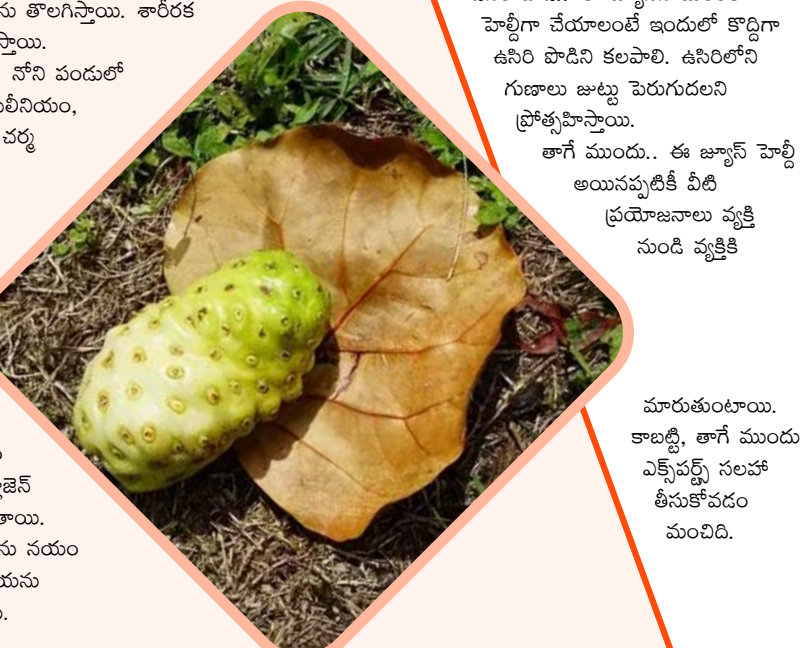 ను తొలగిస్తాయి. శారీరక
స్తాయి.
నోని పండులో
చర్మ
జెన్
తాయి.
ను నయం
యను
హెల్దీగా చేయాలంటే ఇందులో కొద్దిగా
ఉసిరి పొడిని కలపాలి. ఉసిరిలోని
గుణాలు జుట్టు పెరుగుదలని
ప్రోత్సహిస్తాయి.
తాగే ముందు.. ఈ జ్యూస్ హెల్దీ
అయినప్పటికీ వీటి
ప్రయోజనాలు వ్యక్తి
నుండి వ్యక్తికి
మారుతుంటాయి.
కాబట్టి, తాగే ముందు
ఎక్స్‌పర్ట్స్ సలహా
తీసుకోవడం
మంచిది.